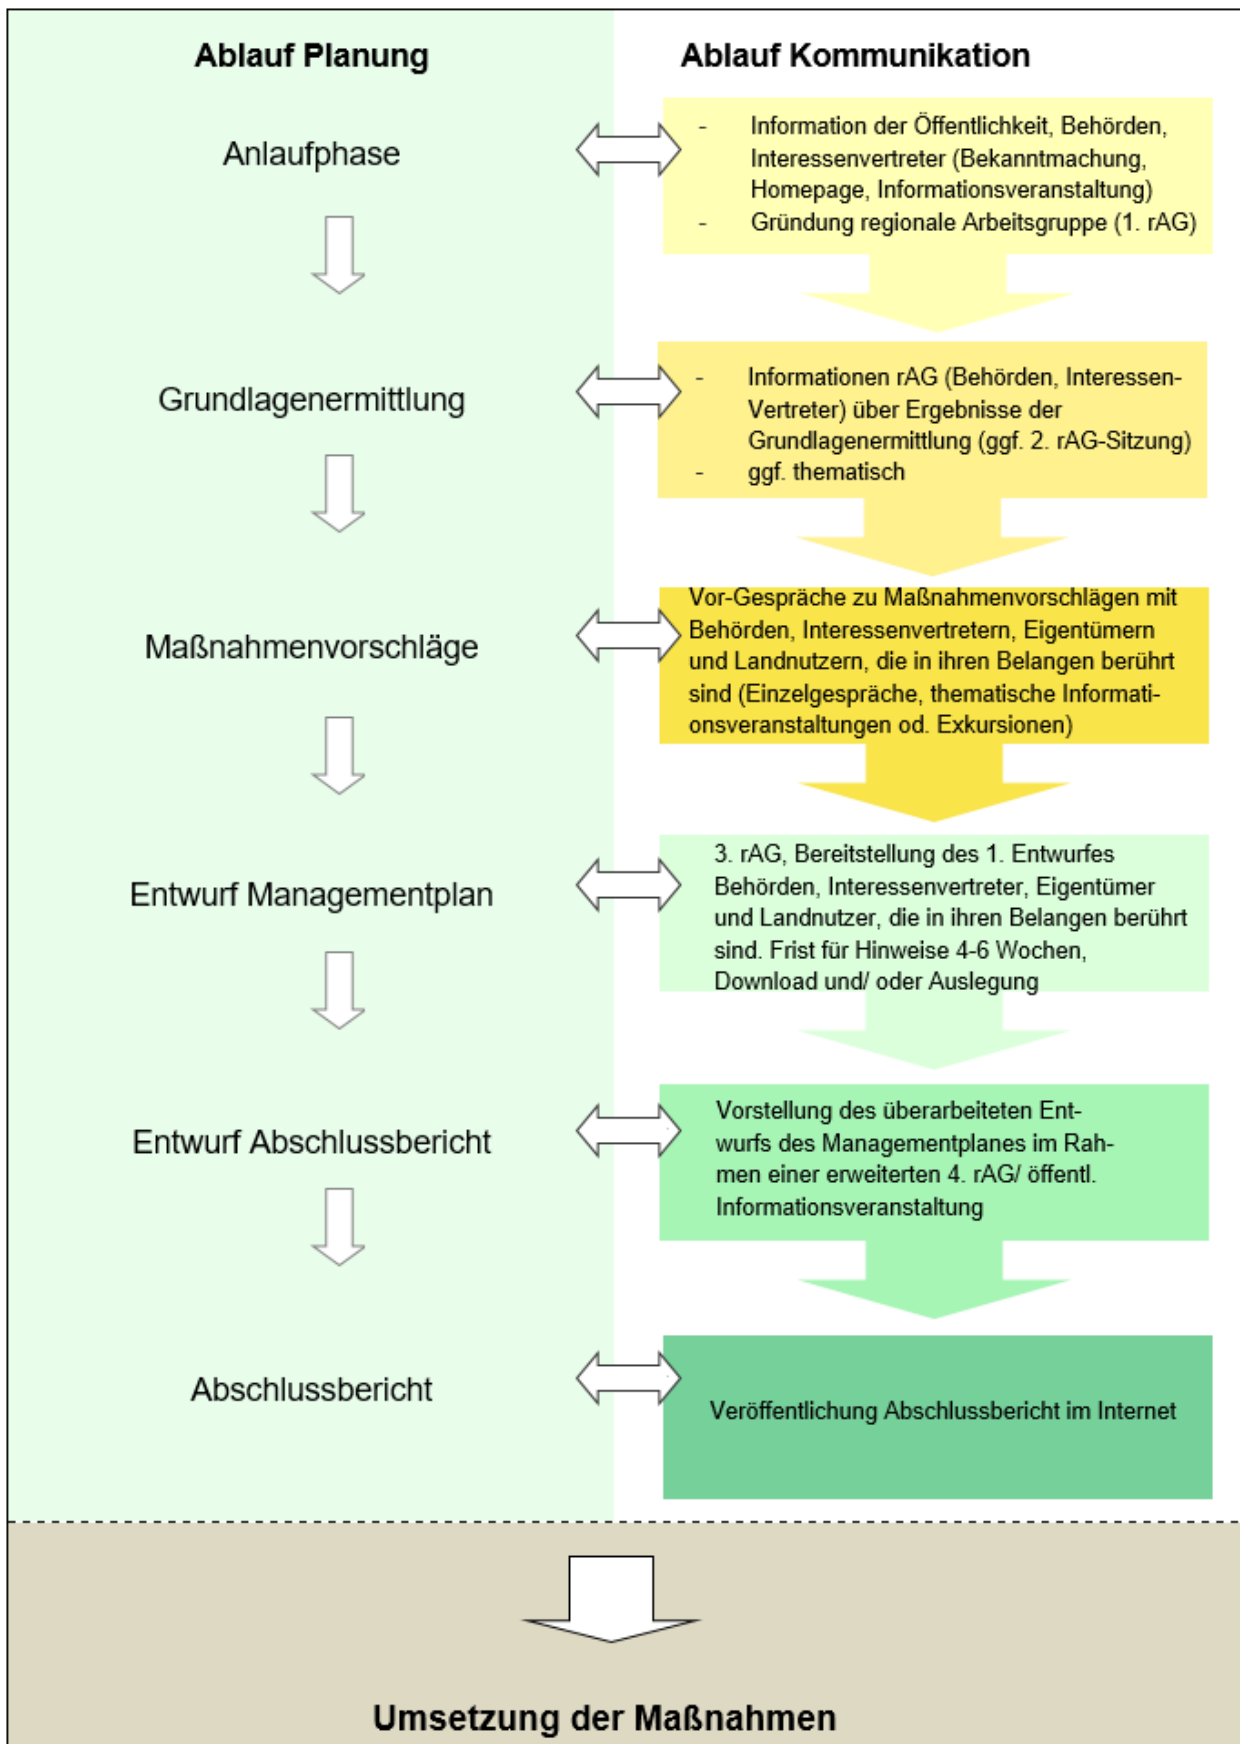 Ablauf Planung
Ablauf Kommunikation
Anlaufphase
- Information der Öffentlichkeit, Behörden,
Interessenvertreter (Bekanntmachung,
Homepage, Informationsveranstaltung)
- Gründung regionale Arbeitsgruppe (1. rAG)
Grundlagenermittlung
- Informationen rAG (Behörden, Interessen-
Vertreter) über Ergebnisse der
Grundlagenermittlung (ggf. 2. rAG-Sitzung)
- ggf. thematisch
Maßnahmenvorschläge
Vor-Gespräche zu Maßnahmenvorschlägen mit
Behörden, Interessenvertretern, Eigentümern
und Landnutzern, die in ihren Belangen berührt
sind (Einzelgespräche, thematische Informati-
onsveranstaltungen od. Exkursionen)
Entwurf Managementplan
3. rAG, Bereitstellung des 1. Entwurfes
Behörden, Interessenvertreter, Eigentümer
und Landnutzer, die in ihren Belangen berührt
sind. Frist für Hinweise 4-6 Wochen,
Download und/ oder Auslegung
Entwurf Abschlussbericht
Vorstellung des überarbeiteten Ent-
wurfs des Managementplanes im Rah-
men einer erweiterten 4. rAG/ öffentl.
Informationsveranstaltung
Abschlussbericht
Veröffentlichung Abschlussbericht im Internet
Umsetzung der Maßnahmen